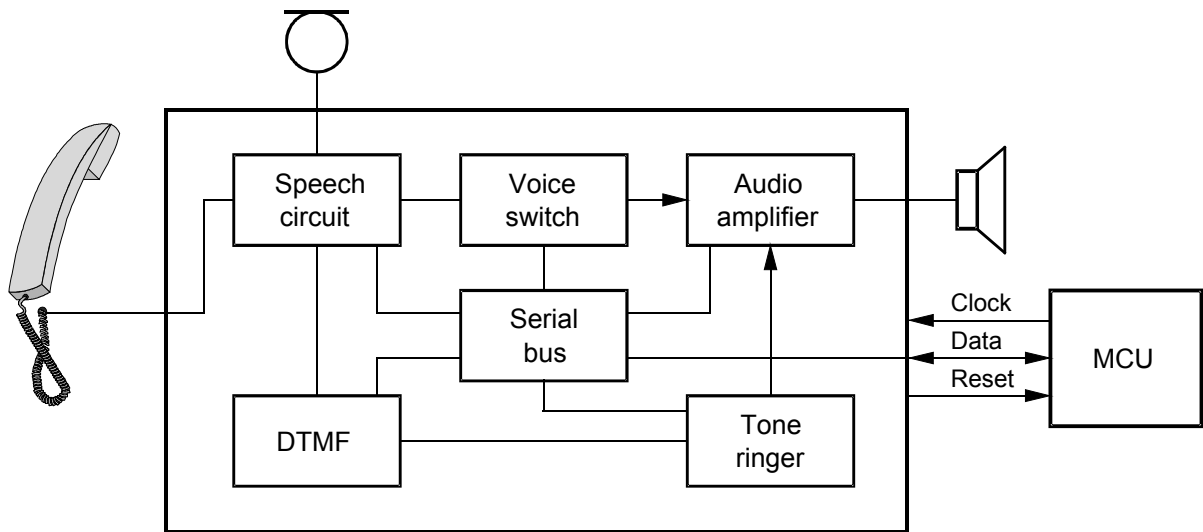 Speech
circuit
Voice
switch
Audio
amplifier
Serial
bus
Clock
Data
Reset
MCU
DTMF
Tone
ringer